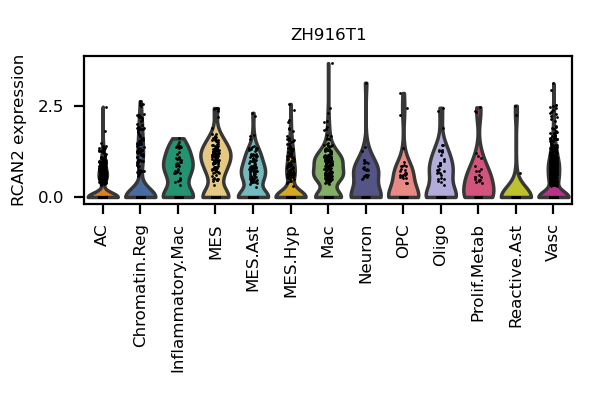 ZH916T1
RCAN2 expression
2.5
0.0
AC
Chromatin.Reg
Inflammatory.Mac
MES
MES.Ast
MES.Hyp
Mac
Neuron
OPC
Oligo
Prolif.Metab
Reactive.Ast
Vasc